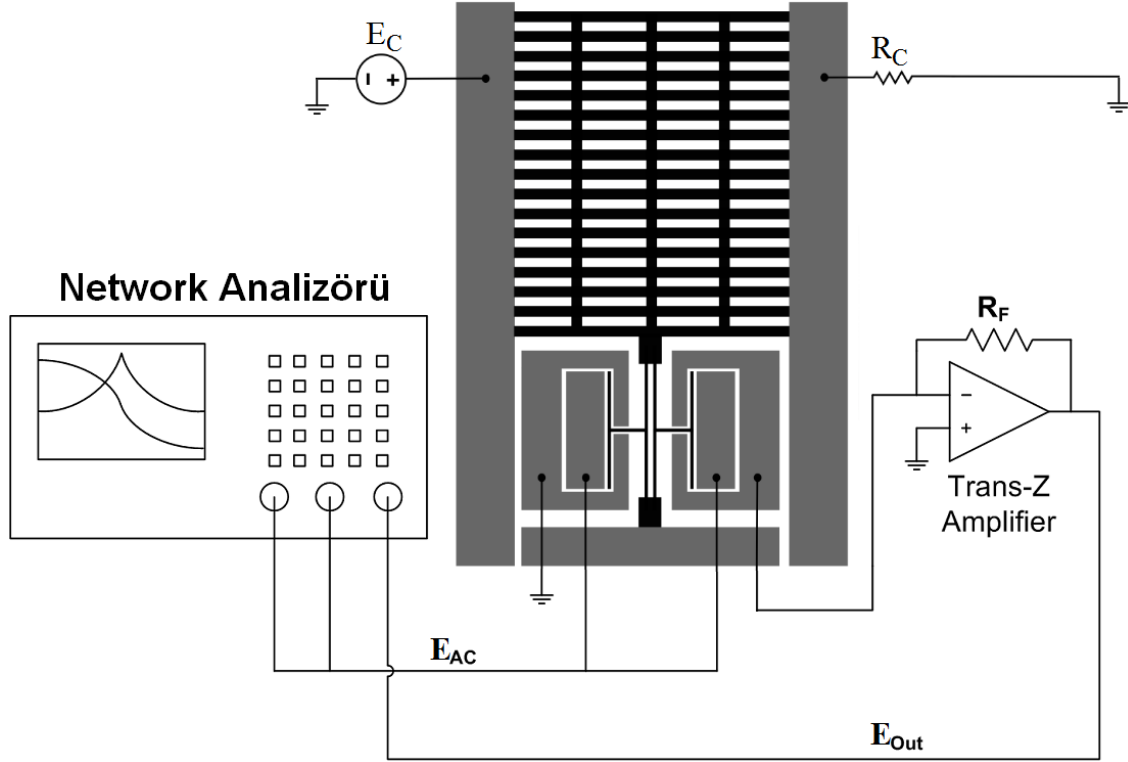 E_C
R_C
Network Analizörü
R_F
Trans-Z
Amplifier
E_AC
E_Out